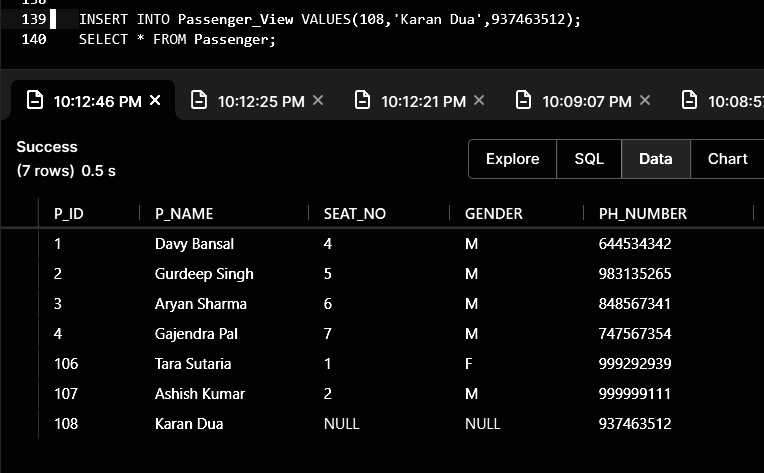 139 INSERT INTO Passenger_View VALUES(108,'Karan Dua',937463512);
140 SELECT * FROM Passenger;
10:12:46 PM × 10:12:25 PM × 10:12:21 PM × 10:09:07 PM × 10:08:57
Success
(7 rows) 0.5 s
Explore SQL Data Chart
P_ID P_NAME SEAT_NO GENDER PH_NUMBER
1 Davy Bansal 4 M 644534342
2 Gurdeep Singh 5 M 983135265
3 Aryan Sharma 6 M 848567341
4 Gajendra Pal 7 M 747567354
106 Tara Sutaria 1 F 999292939
107 Ashish Kumar 2 M 999999111
108 Karan Dua NULL NULL 937463512